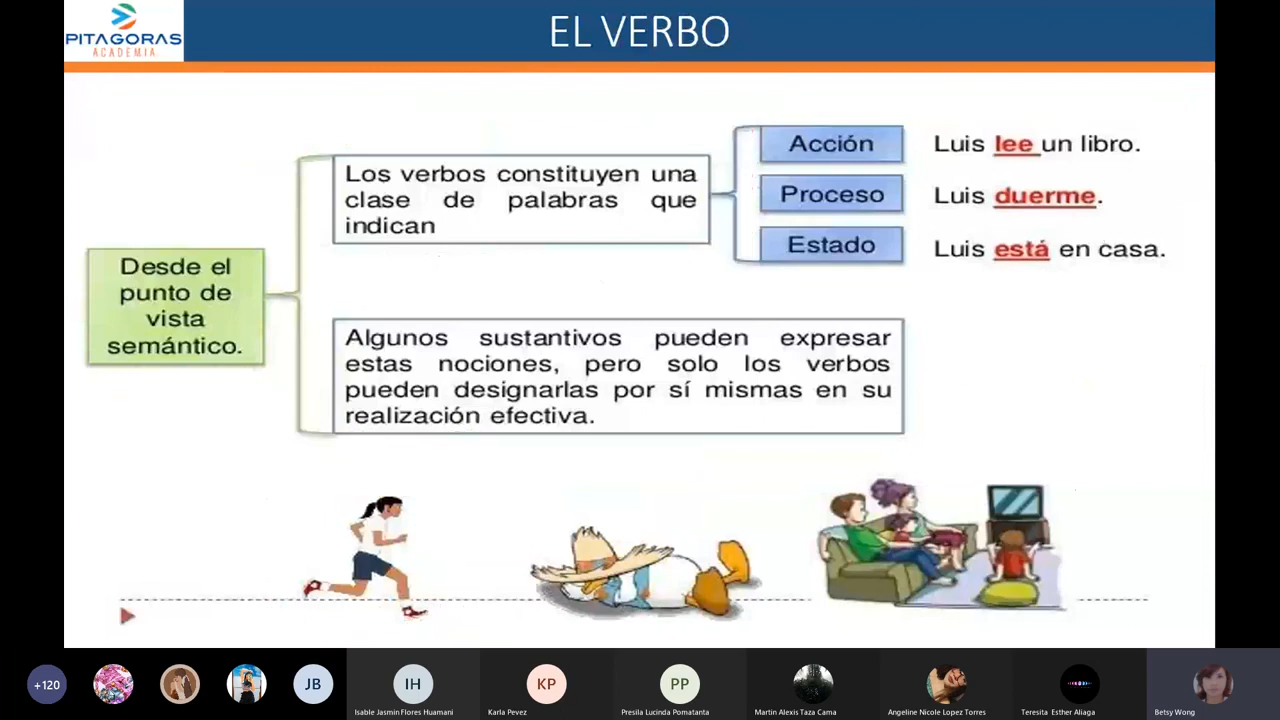 PITAGORAS
ACADEMIA
EL VERBO
Desde el
punto de
vista
semántico.
Los verbos constituyen una
clase de palabras que
indican
Acción
Luis lee un libro.
Proceso
Luis duerme.
Estado
Luis está en casa.
Algunos sustantivos pueden expresar
estas nociones, pero solo los verbos
pueden designarlas por sí mismas en su
realización efectiva.
+120
JB
IH
KP
PP
Isable Jasmin Flores Huamani
Karla Pevez
Presila Lucinda Pomatanta
Martin Alexis Taza Cama
Angeline Nicole Lopez Torres
Teresita Esther Aliaga
Betsy Wong